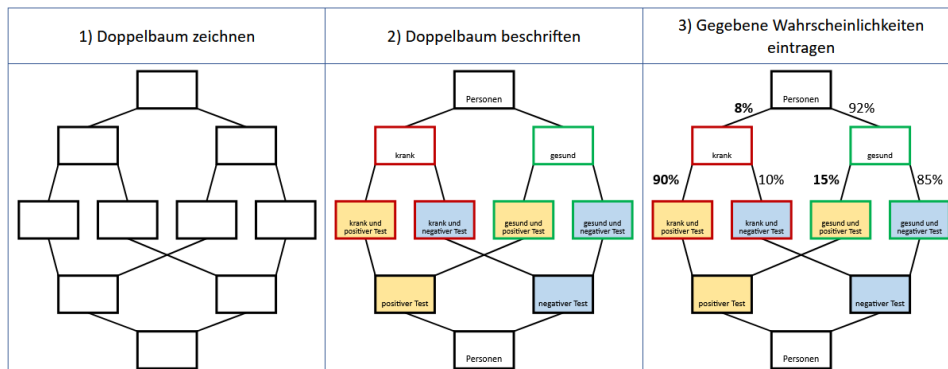 1) Doppelbaum zeichnen
2) Doppelbaum beschriften
3) Gegebene Wahrscheinlichkeiten
eintragen
Personen
krank
gesund
krank und
positiver Test
krank und
negativer Test
gesund und
positiver Test
gesund und
negativer Test
positiver Test
negativer Test
Personen
Personen
8%
92%
krank
gesund
90%
10%
15%
85%
krank und
positiver Test
krank und
negativer Test
gesund und
positiver Test
gesund und
negativer Test
positiver Test
negativer Test
Personen